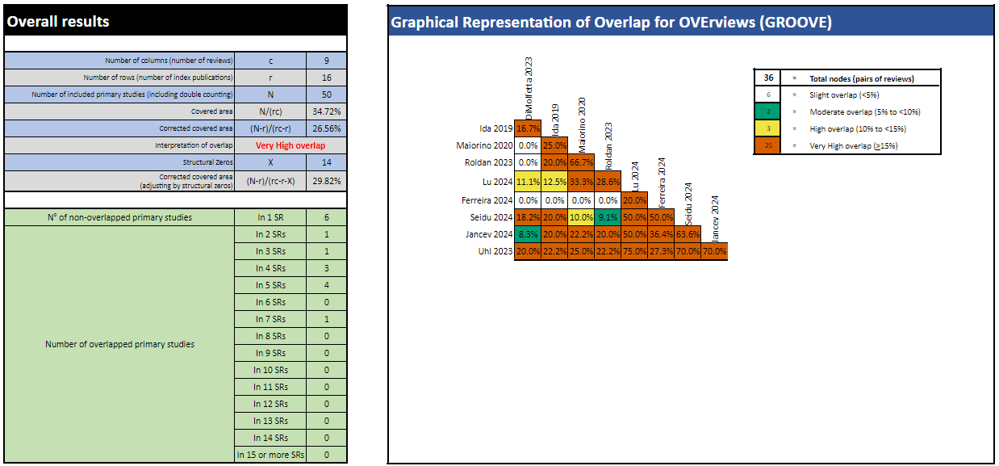 Overall results
Number of columns (number of reviews) c 9
Number of rows (number of index publications) r 16
Number of included primary studies (including double counting) N 50
Covered area N/(rc) 34.72%
Corrected covered area (N-r)/(rc-r) 26.56%
Interpretation of overlap Very High overlap
Structural Zeros X 14
Corrected covered area
(adjusting by structural zeros) (N-r)/(rc-r-X) 29.82%
N° of non-overlapped primary studies In 1 SR 6
Number of overlapped primary studies
In 2 SRs 1
In 3 SRs 1
In 4 SRs 3
In 5 SRs 4
In 6 SRs 0
In 7 SRs 1
In 8 SRs 0
In 9 SRs 0
In 10 SRs 0
In 11 SRs 0
In 12 SRs 0
In 13 SRs 0
In 14 SRs 0
In 15 or more SRs 0
Graphical Representation of Overlap for OVErviews (GROOVE)
DiMolfetta 2023
Ida 2019
Maiorino 2020
Roldan 2023
Lu 2024
Ferreira 2024
Seidu 2024
Jancev 2024
Ida 2019 16.7%
Maiorino 2020 0.0% 25.0%
Roldan 2023 0.0% 20.0% 66.7%
Lu 2024 11.1% 12.5% 33.3% 28.6%
Ferreira 2024 0.0% 0.0% 0.0% 0.0% 20.0%
Seidu 2024 18.2% 20.0% 10.0% 9.1% 50.0% 50.0%
Jancev 2024 8.3% 20.0% 22.2% 20.0% 50.0% 36.4% 63.6%
Uhl 2023 20.0% 22.2% 25.0% 22.2% 75.0% 27.3% 70.0% 70.0%
36 = Total nodes (pairs of reviews)
6 = Slight overlap (<5%)
2 = Moderate overlap (5% to <10%)
3 = High overlap (10% to <15%)
25 = Very High overlap (≥15%)